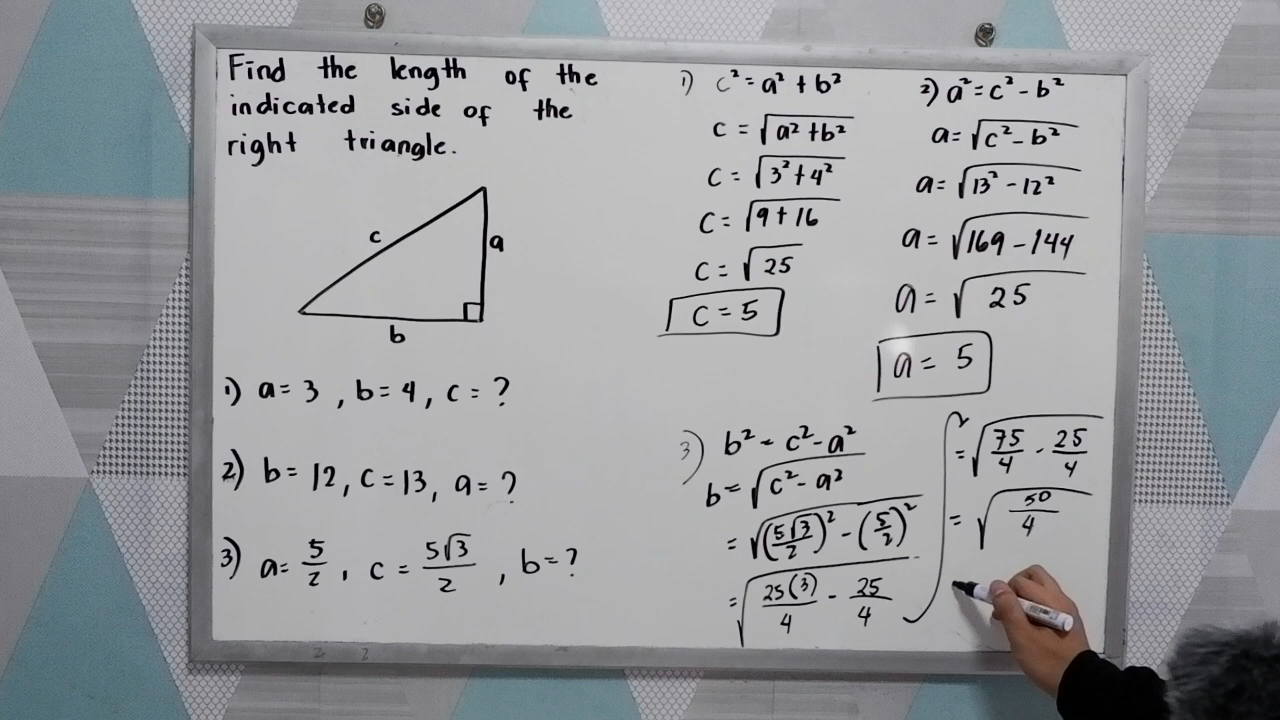 Find the length of the
indicated side of the
right triangle.
c
a
b
1) a = 3 , b = 4 , c = ?
2) b = 12, c = 13, a = ?
3) a = 5/2 , c = 5√3/2 , b = ?
1) c² = a² + b²
c = √(a² + b²)
c = √(3² + 4²)
c = √(9 + 16)
c = √25
c = 5
2) a² = c² - b²
a = √(c² - b²)
a = √(13² - 12²)
a = √(169 - 144)
a = √25
a = 5
3) b² = c² - a²
b = √(c² - a²)
= √((5√3/2)² - (5/2)²)
= √(25(3)/4 - 25/4)
= √(75/4 - 25/4)
= √(50/4)